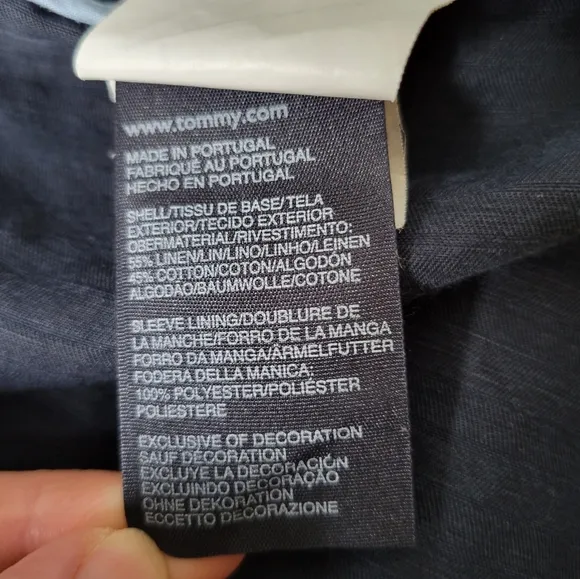 www.tommy.com
MADE IN PORTUGAL
FABRIQUÉ AU PORTUGAL
HECHO EN PORTUGAL
SHELL/TISSU DE BASE/TELA
EXTERIOR/TECIDO EXTERIOR
OBERMATERIAL/RIVESTIMENTO:
55% LINEN/LIN/LINO/LINHO/LEINEN
45% COTTON/COTON/ALGODÓN
ALGODÃO/BAUMWOLLE/COTONE
SLEEVE LINING/DOUBLURE DE
LA MANCHE/FORRO DE LA MANGA
FORRO DA MANGA/ÄRMELFUTTER
FODERA DELLA MANICA:
100% POLYESTER/POLIÉSTER
POLIESTERE
EXCLUSIVE OF DECORATION
SAUF DÉCORATION
EXCLUYE LA DECORACIÓN
EXCLUINDO DECORAÇÃO
OHNE DEKORATION
ECCETTO DECORAZIONE